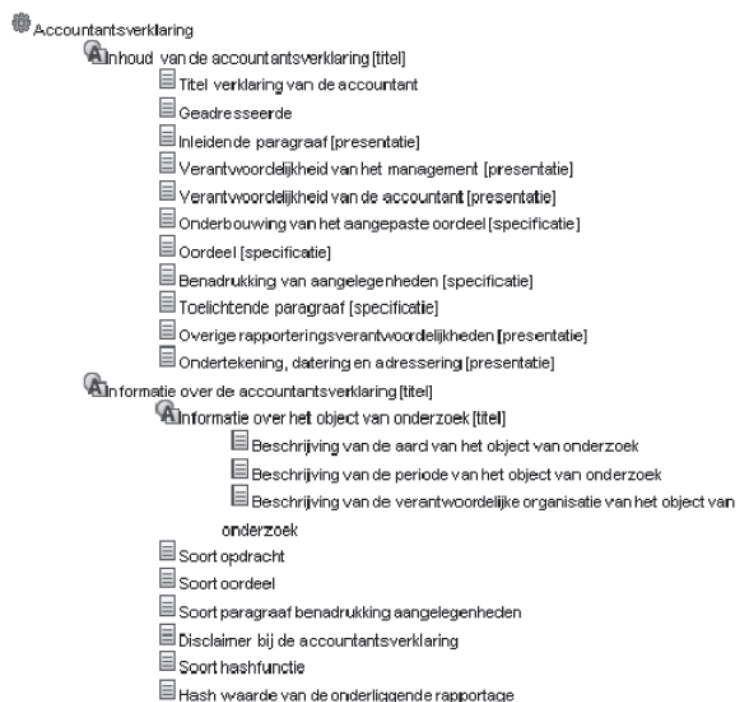 Accountantsverklaring
Inhoud van de accountantsverklaring [titel]
Titel verklaring van de accountant
Geadresseerde
Inleidende paragraaf [presentatie]
Verantwoordelijkheid van het management [presentatie]
Verantwoordelijkheid van de accountant [presentatie]
Onderbouwing van het aangepaste oordeel [specificatie]
Oordeel [specificatie]
Benadrukking van aangelegenheden [specificatie]
Toelichtende paragraaf [specificatie]
Overige rapporteringsverantwoordelijkheden [presentatie]
Ondertekening, datering en adressering [presentatie]
Informatie over de accountantsverklaring [titel]
Informatie over het object van onderzoek [titel]
Beschrijving van de aard van het object van onderzoek
Beschrijving van de periode van het object van onderzoek
Beschrijving van de verantwoordelijke organisatie van het object van
onderzoek
Soort opdracht
Soort oordeel
Soort paragraaf benadrukking aangelegenheden
Disclaimer bij de accountantsverklaring
Soort hashfunctie
Hash waarde van de onderliggende rapportage